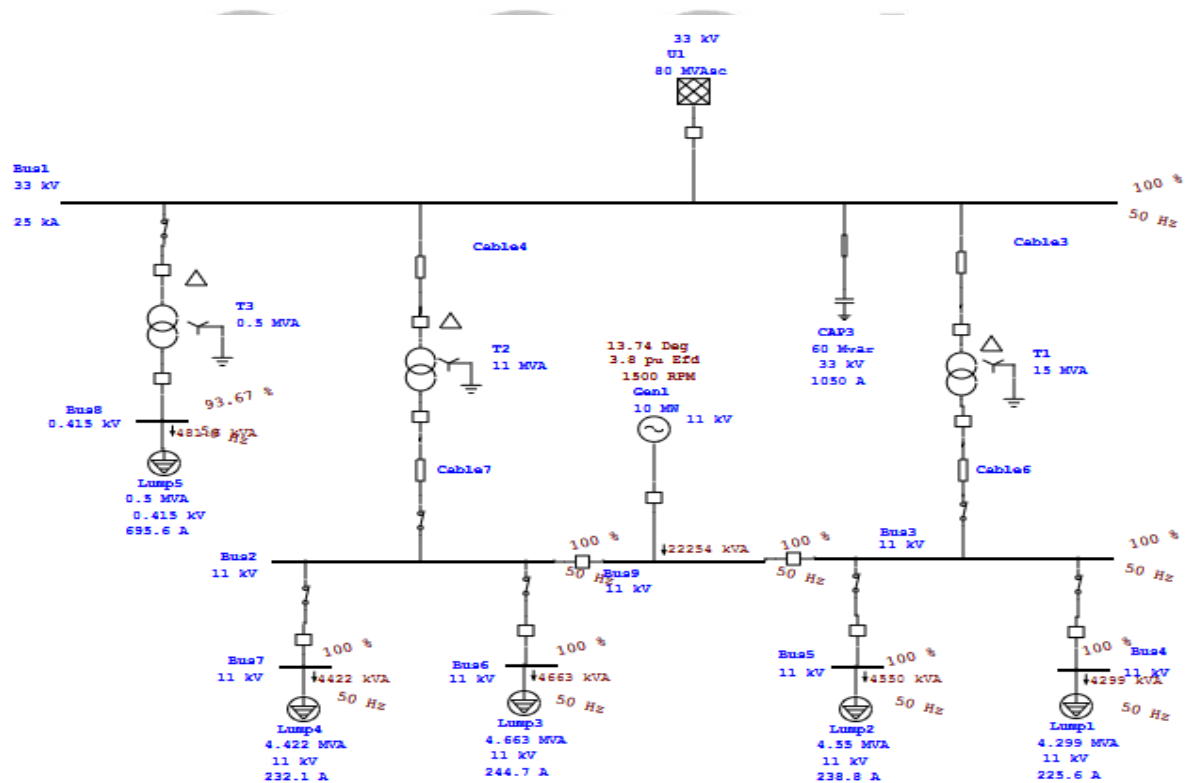 33 kV
U1
80 MVAsc
Bus1
33 kV
25 kA
100 %
50 Hz
Cable4
Cable3
T3
0.5 MVA
T2
11 MVA
CAP3
60 Mvar
33 kV
1050 A
T1
15 MVA
13.74 Deg
3.8 pu Efd
1500 RPM
Gen1
10 MW
11 kV
93.67 %
Bus8
0.415 kV
kVA
Hz
Lump5
0.5 MVA
0.415 kV
695.6 A
Cable7
Cable6
Bus2
11 kV
100 %
50 Hz
22254 kVA
Bus9
11 kV
100 %
50 Hz
Bus3
11 kV
100 %
50 Hz
Bus7
11 kV
100 %
4422 kVA
50 Hz
Lump4
4.422 MVA
11 kV
232.1 A
Bus6
11 kV
100 %
4663 kVA
50 Hz
Lump3
4.663 MVA
11 kV
244.7 A
Bus5
11 kV
100 %
4550 kVA
50 Hz
Lump2
4.55 MVA
11 kV
238.8 A
Bus4
11 kV
100 %
4299 kVA
50 Hz
Lump1
4.299 MVA
11 kV
225.6 A